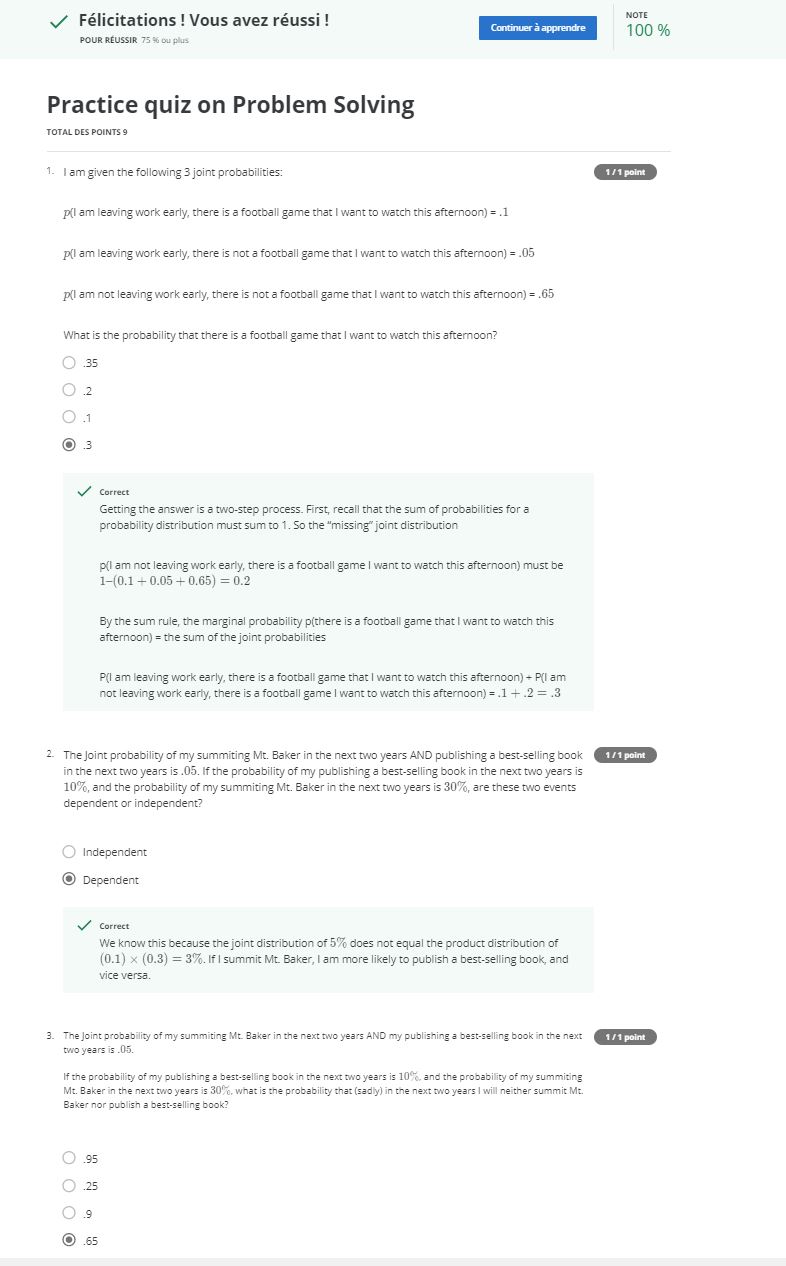 Félicitations ! Vous avez réussi !
POUR RÉUSSIR 75 % ou plus
Continuer à apprendre
NOTE
100 %
Practice quiz on Problem Solving
TOTAL DES POINTS 9
1. I am given the following 3 joint probabilities:
1 / 1 point
p(I am leaving work early, there is a football game that I want to watch this afternoon) = .1
p(I am leaving work early, there is not a football game that I want to watch this afternoon) = .05
p(I am not leaving work early, there is not a football game that I want to watch this afternoon) = .65
What is the probability that there is a football game that I want to watch this afternoon?
.35
.2
.1
.3
Correct
Getting the answer is a two-step process. First, recall that the sum of probabilities for a
probability distribution must sum to 1. So the “missing” joint distribution
p(I am not leaving work early, there is a football game I want to watch this afternoon) must be
1–(0.1 + 0.05 + 0.65) = 0.2
By the sum rule, the marginal probability p(there is a football game that I want to watch this
afternoon) = the sum of the joint probabilities
P(I am leaving work early, there is a football game that I want to watch this afternoon) + P(I am
not leaving work early, there is a football game I want to watch this afternoon) = .1 + .2 = .3
2. The Joint probability of my summiting Mt. Baker in the next two years AND publishing a best-selling book
1 / 1 point
in the next two years is .05. If the probability of my publishing a best-selling book in the next two years is
10%, and the probability of my summiting Mt. Baker in the next two years is 30%, are these two events
dependent or independent?
Independent
Dependent
Correct
We know this because the joint distribution of 5% does not equal the product distribution of
(0.1) × (0.3) = 3%. If I summit Mt. Baker, I am more likely to publish a best-selling book, and
vice versa.
3. The Joint probability of my summiting Mt. Baker in the next two years AND my publishing a best-selling book in the next
1 / 1 point
two years is .05.
If the probability of my publishing a best-selling book in the next two years is 10%, and the probability of my summiting
Mt. Baker in the next two years is 30%, what is the probability that (sadly) in the next two years I will neither summit Mt.
Baker nor publish a best-selling book?
.95
.25
.9
.65